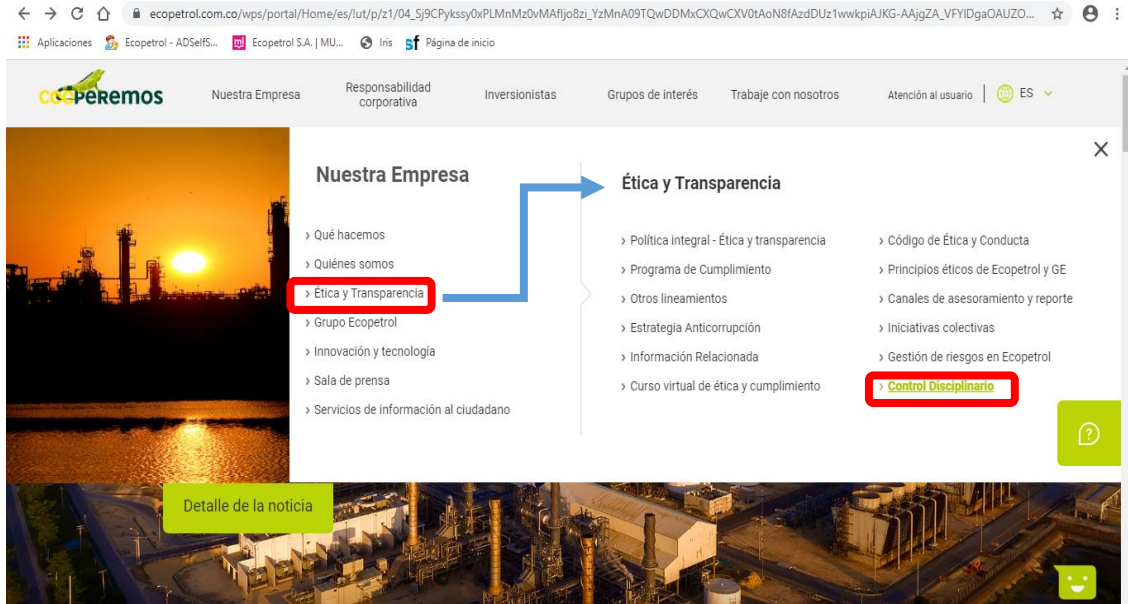 ecopetrol.com.co/wps/portal/Home/es/!ut/p/z1/04_Sj9CPykssy0xPLMnMz0vMAfIjo8zi_YzMnA09TQwDDMxCXQwCXV0tAoN8fAzdDUz1wwkpiAJKG-AAjgZA_VFYlDgaOAUZO...
Aplicaciones
Ecopetrol - ADSelfS...
Ecopetrol S.A. | MU...
Iris
Página de inicio
COOPEREMOS
Nuestra Empresa
Responsabilidad
corporativa
Inversionistas
Grupos de interés
Trabaje con nosotros
Atención al usuario
ES
Nuestra Empresa
› Qué hacemos
› Quiénes somos
› Ética y Transparencia
› Grupo Ecopetrol
› Innovación y tecnología
› Sala de prensa
› Servicios de información al ciudadano
Ética y Transparencia
› Política integral - Ética y transparencia
› Programa de Cumplimiento
› Otros lineamientos
› Estrategia Anticorrupción
› Información Relacionada
› Curso virtual de ética y cumplimiento
› Código de Ética y Conducta
› Principios éticos de Ecopetrol y GE
› Canales de asesoramiento y reporte
› Iniciativas colectivas
› Gestión de riesgos en Ecopetrol
› Control Disciplinario
Detalle de la noticia